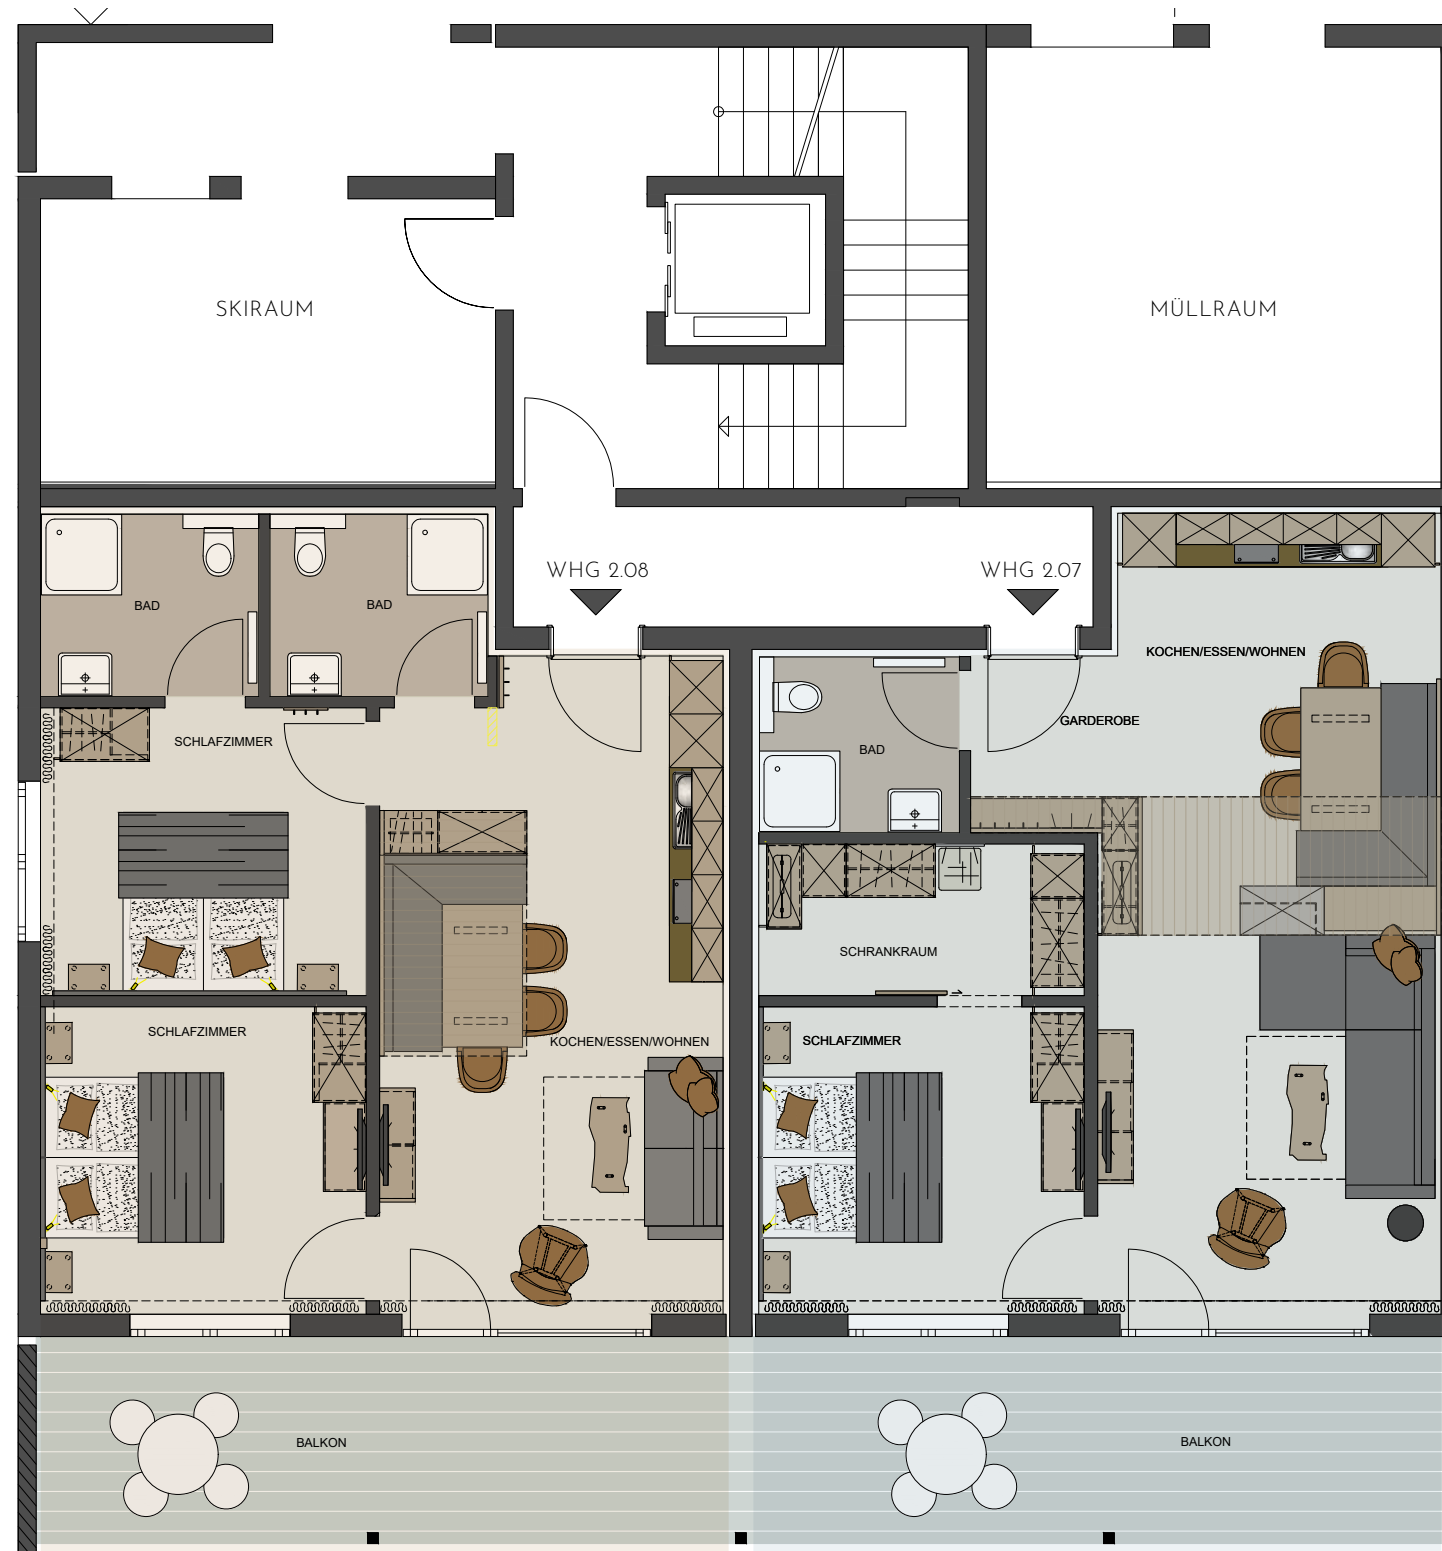 SKIRAUM
MÜLLRAUM
WHG 2.08
WHG 2.07
BAD
BAD
KOCHEN/ESSEN/WOHNEN
GARDEROBE
SCHLAFZIMMER
BAD
SCHRANKRAUM
SCHLAFZIMMER
KOCHEN/ESSEN/WOHNEN
SCHLAFZIMMER
BALKON
BALKON